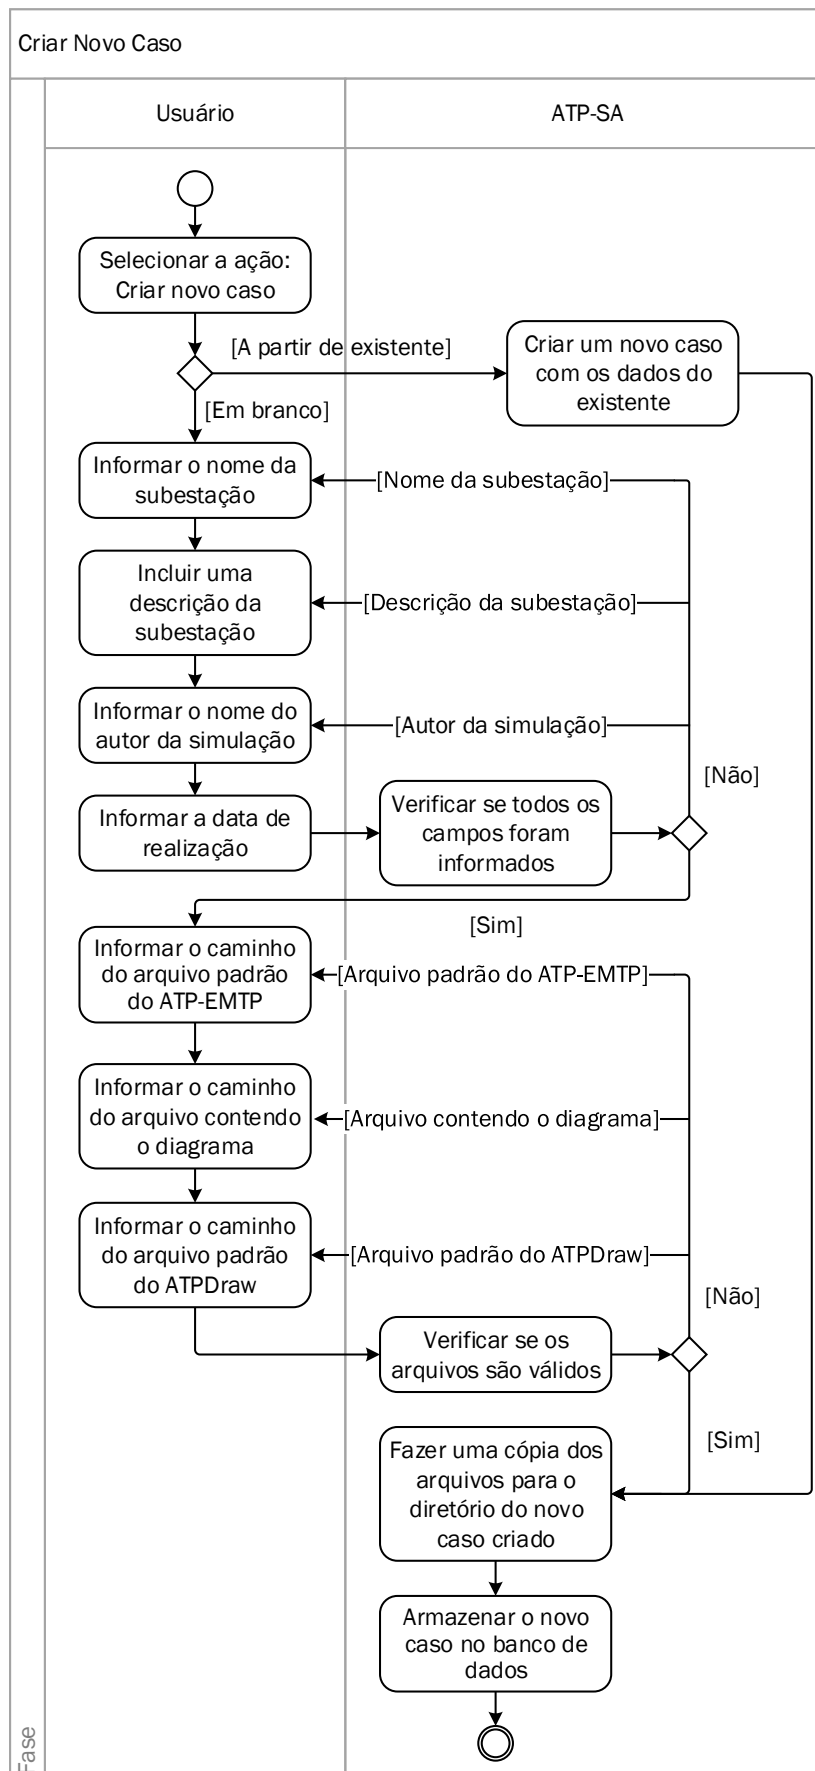 Criar Novo Caso
Usuário
ATP-SA
Selecionar a ação:
Criar novo caso
[A partir de existente]
Criar um novo caso
com os dados do
existente
[Em branco]
Informar o nome da
subestação
[Nome da subestação]
Incluir uma
descrição da
subestação
[Descrição da subestação]
Informar o nome do
autor da simulação
[Autor da simulação]
[Não]
Informar a data de
realização
Verificar se todos os
campos foram
informados
[Sim]
Informar o caminho
do arquivo padrão
do ATP-EMTP
[Arquivo padrão do ATP-EMTP]
Informar o caminho
do arquivo contendo
o diagrama
[Arquivo contendo o diagrama]
Informar o caminho
do arquivo padrão
do ATPDraw
[Arquivo padrão do ATPDraw]
[Não]
Verificar se os
arquivos são válidos
[Sim]
Fazer uma cópia dos
arquivos para o
diretório do novo
caso criado
Armazenar o novo
caso no banco de
dados
Fase